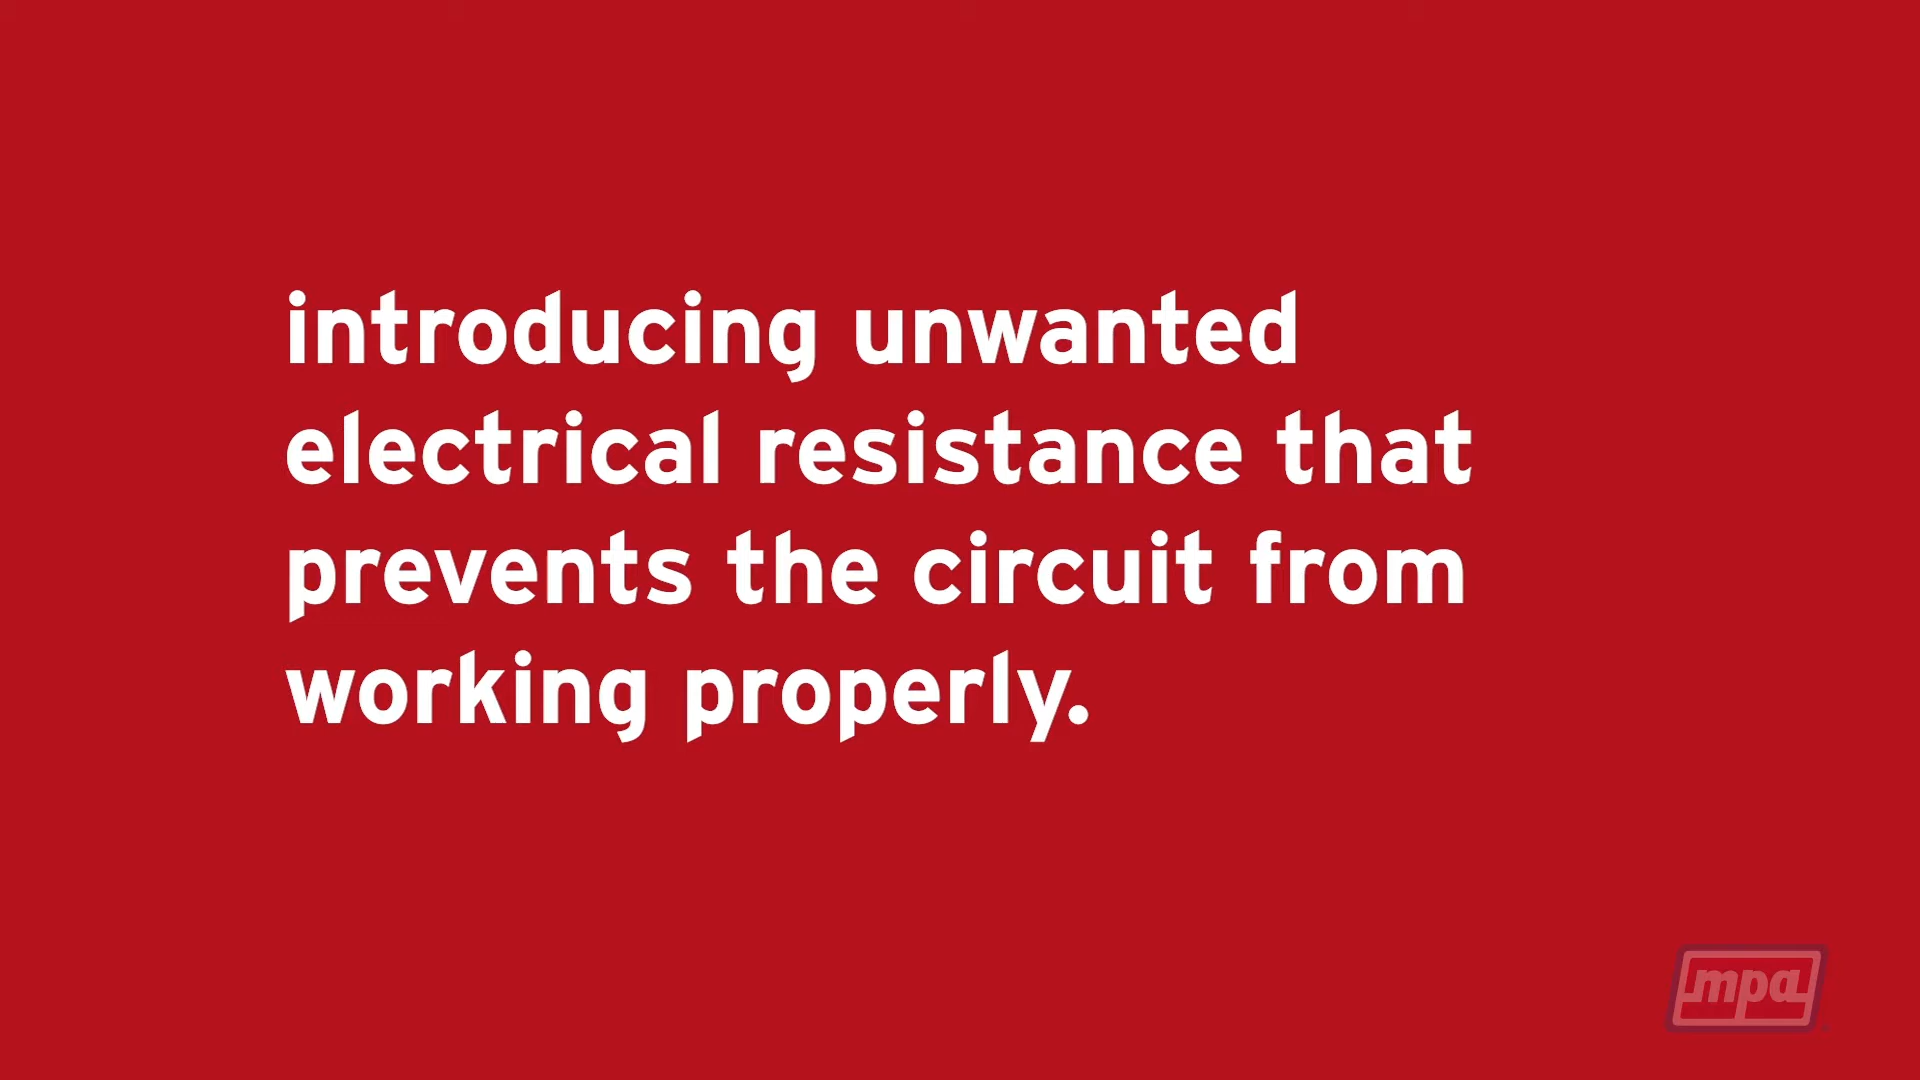 introducing unwanted
electrical resistance that
prevents the circuit from
working properly.
mpa